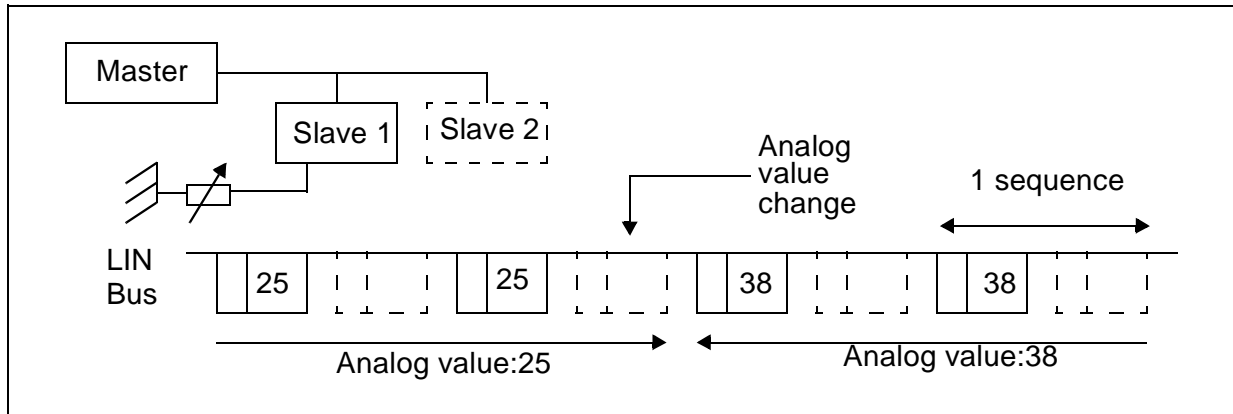 Master
Slave 1
Slave 2
Analog
value
change
1 sequence
LIN
Bus
25
25
38
38
Analog value:25
Analog value:38